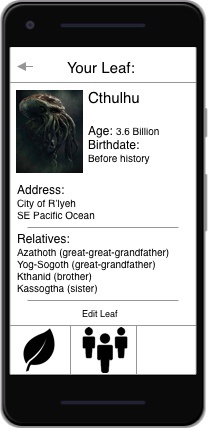 Your Leaf:
Cthulhu
Age: 3.6 Billion
Birthdate:
Before history
Address:
City of R'lyeh
SE Pacific Ocean
Relatives:
Azathoth (great-great-grandfather)
Yog-Sogoth (great-grandfather)
Kthanid (brother)
Kassogtha (sister)
Edit Leaf